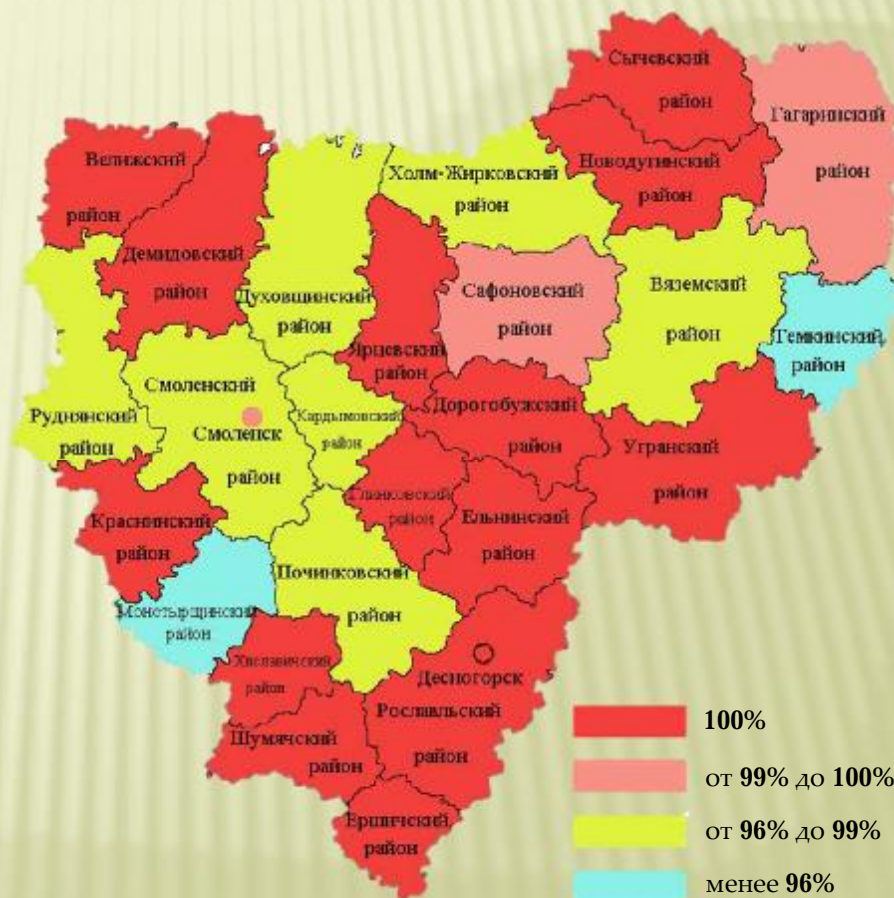 Сычевский
район
Гагаринский
район
Новодугинский
район
Холм-Жирковский
район
Велижский
район
Демидовский
район
Духовщинский
район
Сафоновский
район
Вяземский
район
Темкинский
район
Ярцевский
район
Руднянский
район
Смоленский
Смоленск
район
Кардымовский
район
Дорогобужский
район
Угранский
район
Глинковский
район
Ельнинский
район
Краснинский
район
Монстырщинский
район
Починковский
район
Хиславичский
район
Десногорск
Рославльский
район
Шумячский
район
Ершичский
район
100%
от 99% до 100%
от 96% до 99%
менее 96%